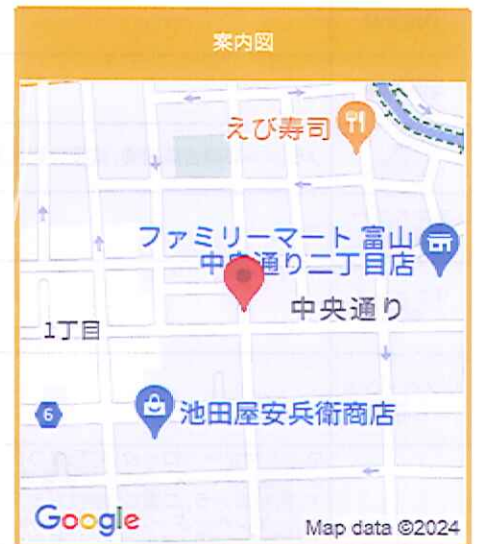 案内図
えび寿司
ファミリーマート 富山
中央通り二丁目店
中央通り
1丁目
6
池田屋安兵衛商店
Google
Map data ©2024